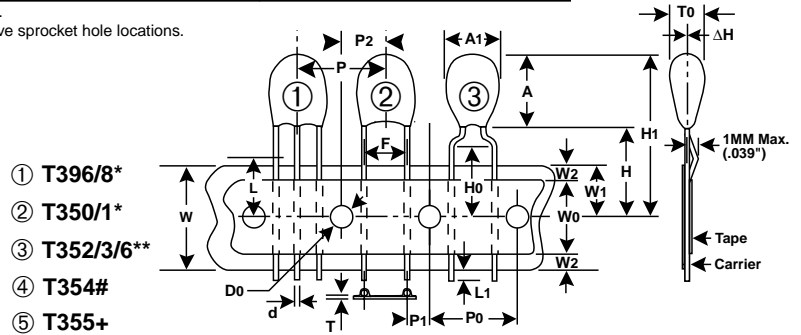 ve sprocket hole locations.
P2
P
A1
T0
ΔH
①
②
③
A
H1
1MM Max.
(.039")
F
H
① T396/8*
② T350/1*
③ T352/3/6**
④ T354#
⑤ T355+
W
L
H0
W2
W1
W0
W2
Tape
Carrier
D0
d
T
P1
P0
L1